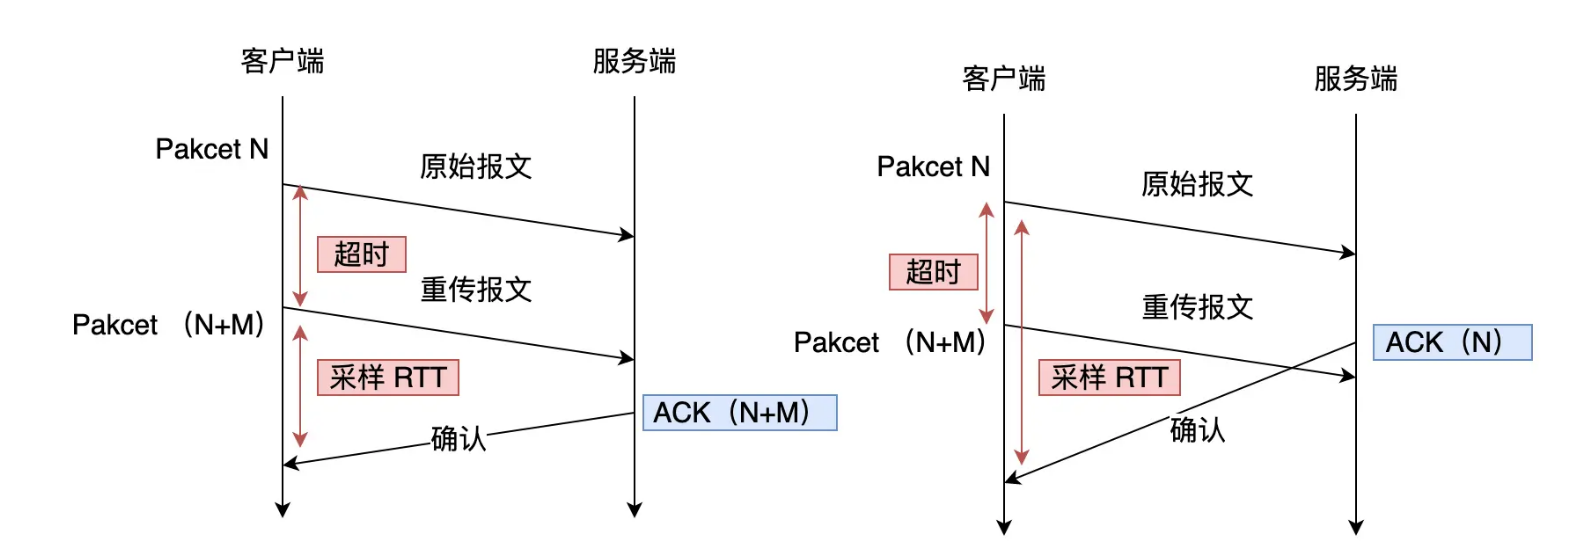 客户端
服务端
Pakcet N
原始报文
超时
重传报文
Pakcet （N+M）
采样 RTT
ACK（N+M）
确认
客户端
服务端
Pakcet N
原始报文
超时
重传报文
Pakcet （N+M）
ACK（N）
采样 RTT
确认